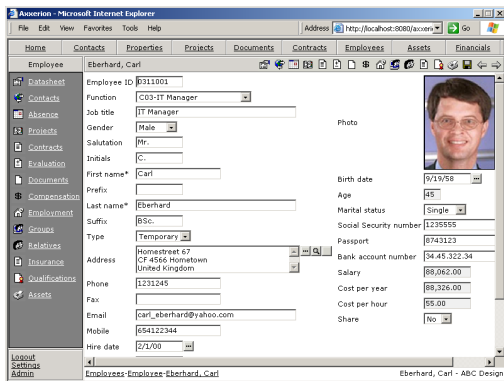 Axxerion - Microsoft Internet Explorer
File Edit View Favorites Tools Help Address http://localhost:8080/axxeri Go
Home Contacts Properties Projects Documents Contracts Employees Assets Financials
Employee Eberhard, Carl
Datasheet
Contacts
Absence
Projects
Contracts
Evaluation
Documents
Compensation
Employment
Groups
Relatives
Insurance
Qualifications
Assets
Logout
Settings
Admin
Employee ID 0311001
Function C03-IT Manager
Job title IT Manager
Gender Male
Salutation Mr.
Initials C.
First name* Carl
Prefix
Last name* Eberhard
Suffix BSc.
Type Temporary
Address Homestreet 67
CF 4566 Hometown
United Kingdom
Phone 1231245
Fax
Email carl_eberhard@yahoo.com
Mobile 654122344
Hire date 2/1/00
Photo
Birth date 9/19/58
Age 45
Marital status Single
Social Security number 1235555
Passport 8743123
Bank account number 34.45.322.34
Salary 88,062.00
Cost per year 88,326.00
Cost per hour 55.00
Share No
Employees-Employee-Eberhard, Carl
Eberhard, Carl - ABC Design